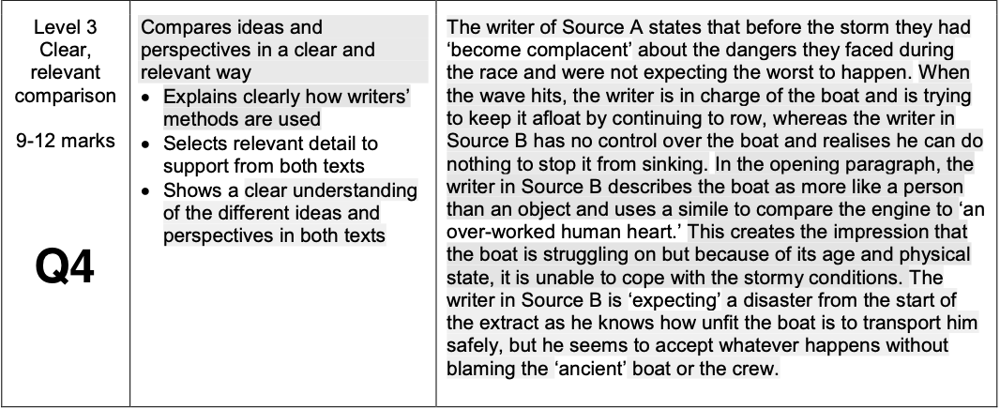 Level 3
Clear,
relevant
comparison
9-12 marks
Q4
Compares ideas and
perspectives in a clear and
relevant way
• Explains clearly how writers’
methods are used
• Selects relevant detail to
support from both texts
• Shows a clear understanding
of the different ideas and
perspectives in both texts
The writer of Source A states that before the storm they had
‘become complacent’ about the dangers they faced during
the race and were not expecting the worst to happen. When
the wave hits, the writer is in charge of the boat and is trying
to keep it afloat by continuing to row, whereas the writer in
Source B has no control over the boat and realises he can do
nothing to stop it from sinking. In the opening paragraph, the
writer in Source B describes the boat as more like a person
than an object and uses a simile to compare the engine to ‘an
over-worked human heart.’ This creates the impression that
the boat is struggling on but because of its age and physical
state, it is unable to cope with the stormy conditions. The
writer in Source B is ‘expecting’ a disaster from the start of
the extract as he knows how unfit the boat is to transport him
safely, but he seems to accept whatever happens without
blaming the ‘ancient’ boat or the crew.